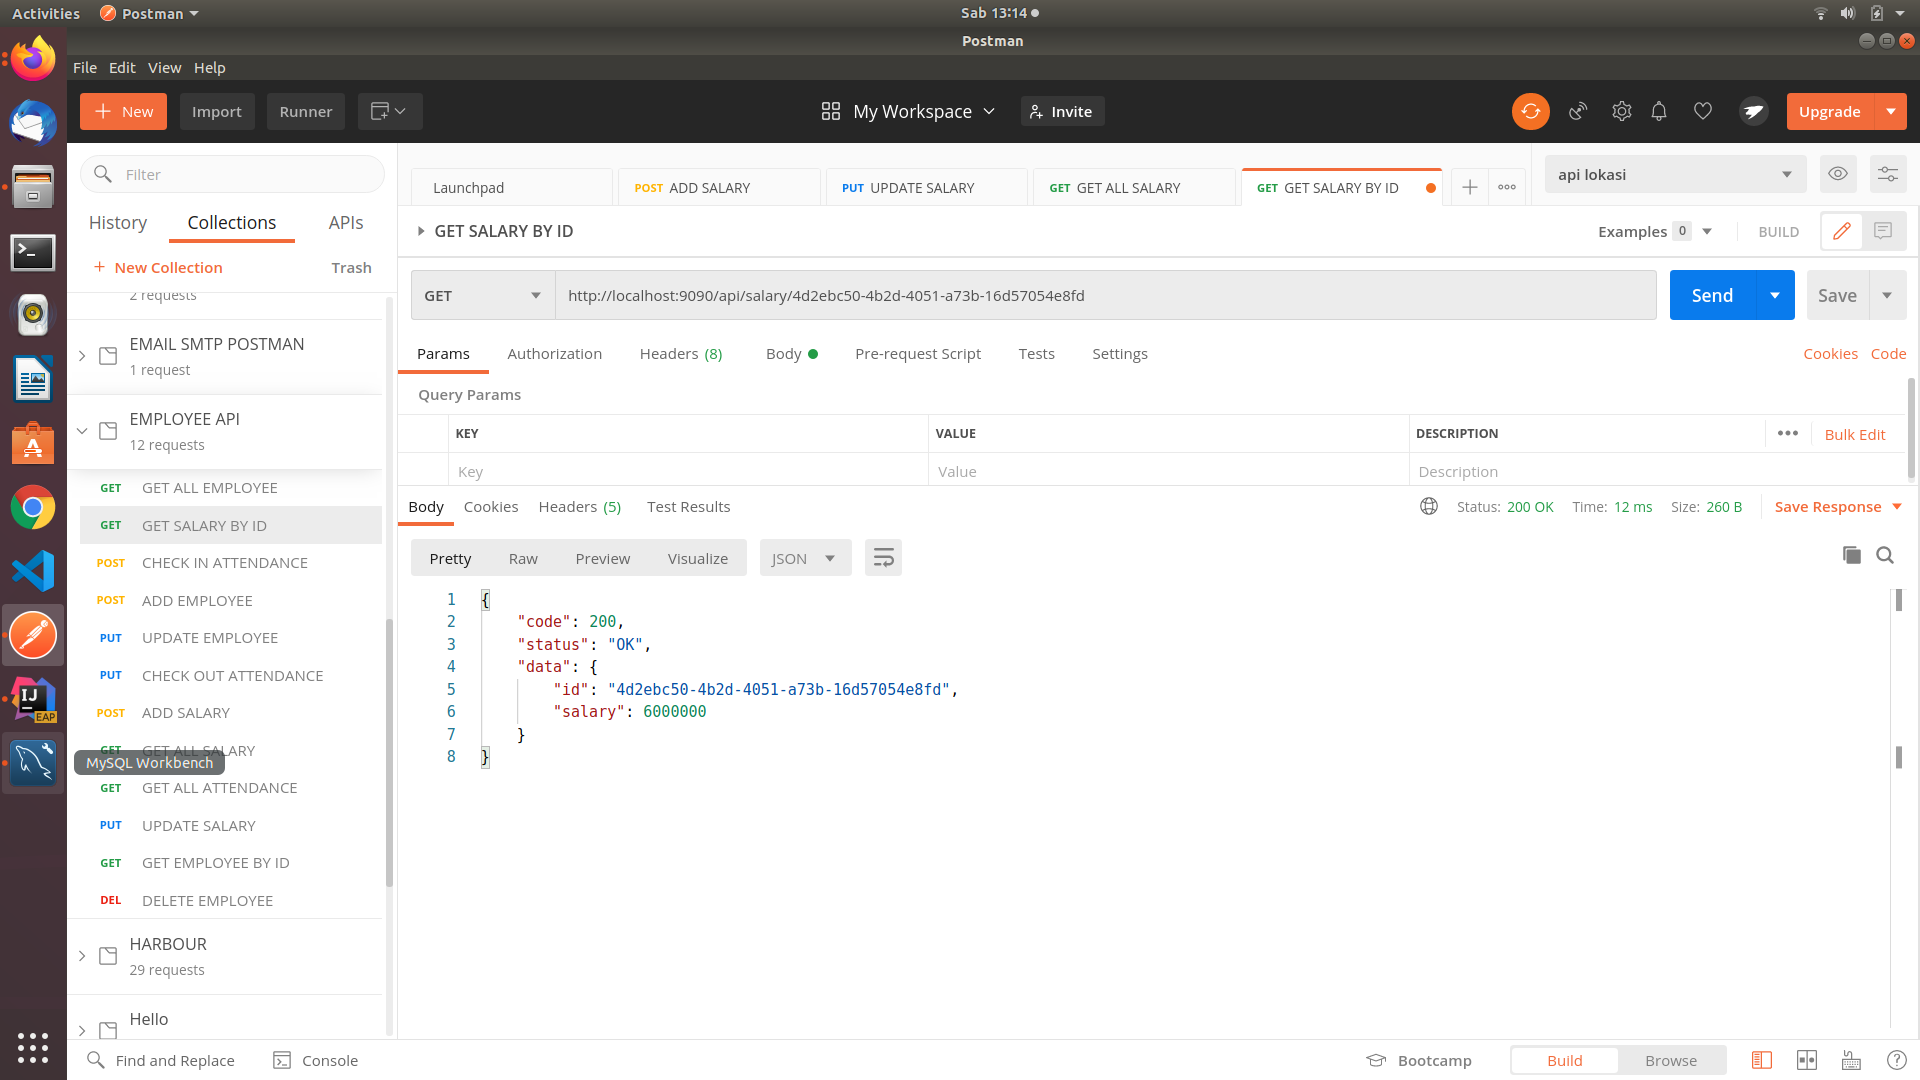 Activities
Postman
Sab 13:14
Postman
File Edit View Help
New
Import
Runner
My Workspace
Invite
Upgrade
Filter
History
Collections
APIs
New Collection
Trash
2 requests
EMAIL SMTP POSTMAN
1 request
EMPLOYEE API
12 requests
GET GET ALL EMPLOYEE
GET GET SALARY BY ID
POST CHECK IN ATTENDANCE
POST ADD EMPLOYEE
PUT UPDATE EMPLOYEE
PUT CHECK OUT ATTENDANCE
POST ADD SALARY
GET GET ALL SALARY
MySQL Workbench
GET GET ALL ATTENDANCE
PUT UPDATE SALARY
GET GET EMPLOYEE BY ID
DEL DELETE EMPLOYEE
HARBOUR
29 requests
Hello
Launchpad
POST ADD SALARY
PUT UPDATE SALARY
GET GET ALL SALARY
GET GET SALARY BY ID
api lokasi
GET SALARY BY ID
Examples 0
BUILD
GET
http://localhost:9090/api/salary/4d2ebc50-4b2d-4051-a73b-16d57054e8fd
Send
Save
Params
Authorization
Headers (8)
Body
Pre-request Script
Tests
Settings
Cookies
Code
Query Params
KEY
VALUE
DESCRIPTION
Bulk Edit
Key
Value
Description
Body
Cookies
Headers (5)
Test Results
Status: 200 OK
Time: 12 ms
Size: 260 B
Save Response
Pretty
Raw
Preview
Visualize
JSON
1 {
2 "code": 200,
3 "status": "OK",
4 "data": {
5 "id": "4d2ebc50-4b2d-4051-a73b-16d57054e8fd",
6 "salary": 6000000
7 }
8 }
IJ
EAP
Find and Replace
Console
Bootcamp
Build
Browse